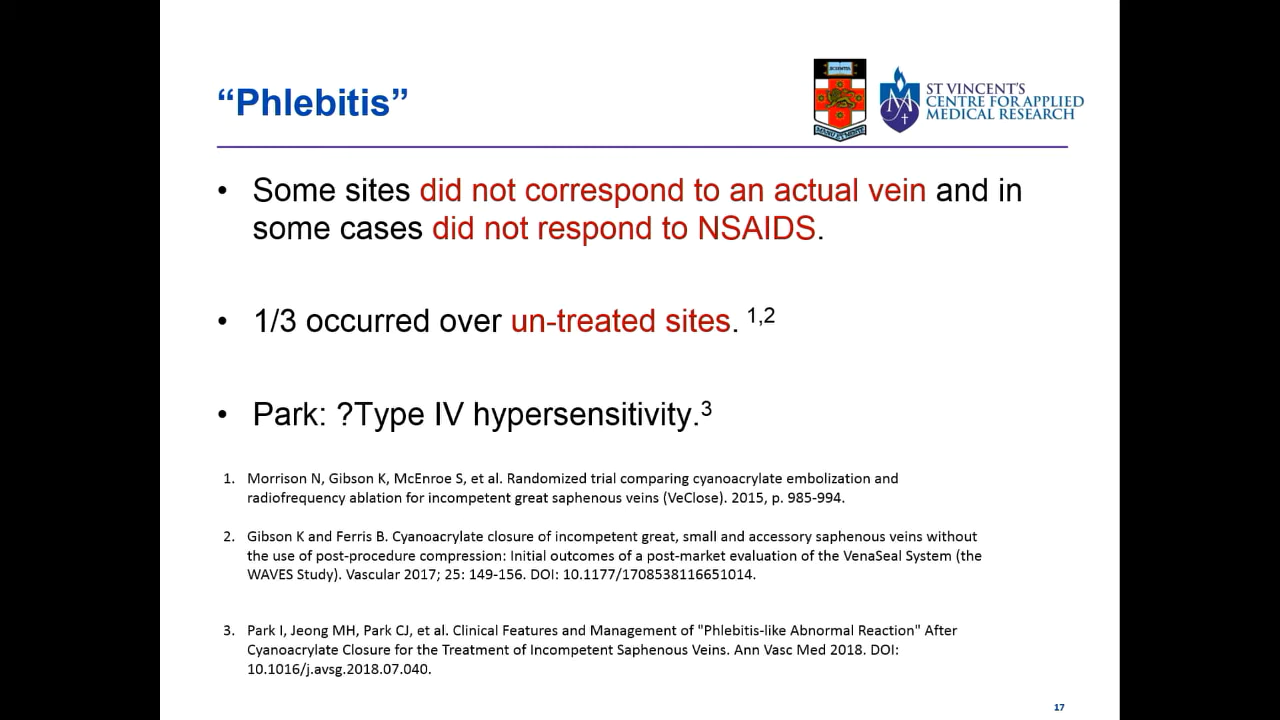 “Phlebitis”
SCIENTIA
MANU ET MENTE
ST VINCENT'S
CENTRE FOR APPLIED
MEDICAL RESEARCH
• Some sites did not correspond to an actual vein and in
some cases did not respond to NSAIDS.
• 1/3 occurred over un-treated sites. 1,2
• Park: ?Type IV hypersensitivity.3
1. Morrison N, Gibson K, McEnroe S, et al. Randomized trial comparing cyanoacrylate embolization and
radiofrequency ablation for incompetent great saphenous veins (VeClose). 2015, p. 985-994.
2. Gibson K and Ferris B. Cyanoacrylate closure of incompetent great, small and accessory saphenous veins without
the use of post-procedure compression: Initial outcomes of a post-market evaluation of the VenaSeal System (the
WAVES Study). Vascular 2017; 25: 149-156. DOI: 10.1177/1708538116651014.
3. Park I, Jeong MH, Park CJ, et al. Clinical Features and Management of "Phlebitis-like Abnormal Reaction" After
Cyanoacrylate Closure for the Treatment of Incompetent Saphenous Veins. Ann Vasc Med 2018. DOI:
10.1016/j.avsg.2018.07.040.
17